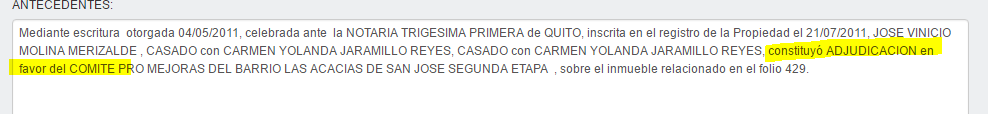 ANTECEDENTES:
Mediante escritura otorgada 04/05/2011, celebrada ante la NOTARIA TRIGESIMA PRIMERA de QUITO, inscrita en el registro de la Propiedad el 21/07/2011, JOSE VINICIO
MOLINA MERIZALDE , CASADO con CARMEN YOLANDA JARAMILLO REYES, CASADO con CARMEN YOLANDA JARAMILLO REYES, constituyó ADJUDICACION en
favor del COMITE PRO MEJORAS DEL BARRIO LAS ACACIAS DE SAN JOSE SEGUNDA ETAPA , sobre el inmueble relacionado en el folio 429.